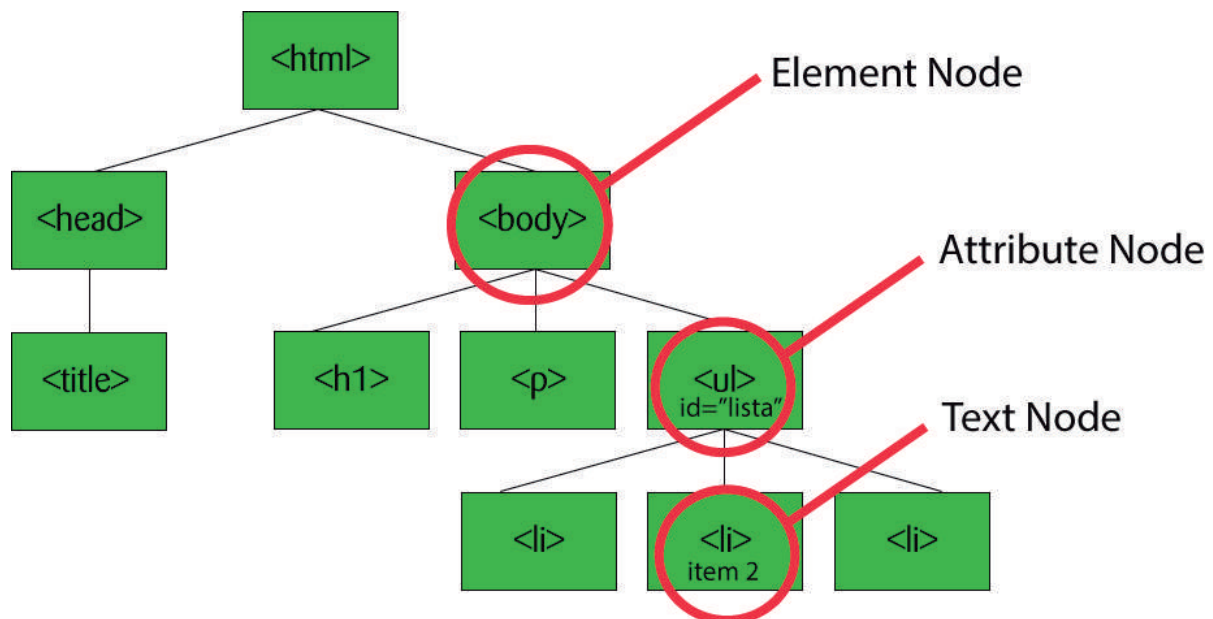 <html>
Element Node
<head>
<body>
Attribute Node
<title>
<h1>
<p>
<ul>
id="lista"
Text Node
<li>
<li>
item 2
<li>